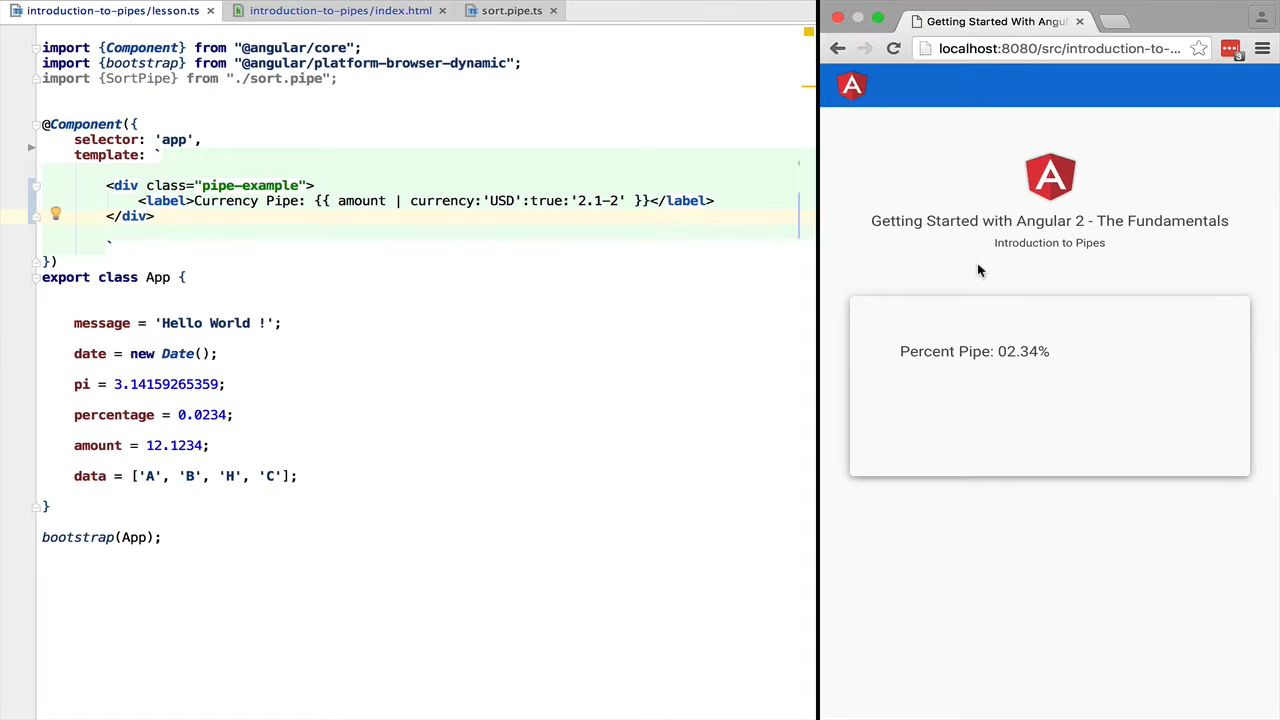 introduction-to-pipes/lesson.ts
introduction-to-pipes/index.html
sort.pipe.ts
import {Component} from "@angular/core";
import {bootstrap} from "@angular/platform-browser-dynamic";
import {SortPipe} from "./sort.pipe";
@Component({
selector: 'app',
template: `
<div class="pipe-example">
<label>Currency Pipe: {{ amount | currency:'USD':true:'2.1-2' }}</label>
</div>
`
})
export class App {
message = 'Hello World !';
date = new Date();
pi = 3.14159265359;
percentage = 0.0234;
amount = 12.1234;
data = ['A', 'B', 'H', 'C'];
}
bootstrap(App);
Getting Started With Angul
localhost:8080/src/introduction-to-...
3
A
A
Getting Started with Angular 2 - The Fundamentals
Introduction to Pipes
Percent Pipe: 02.34%